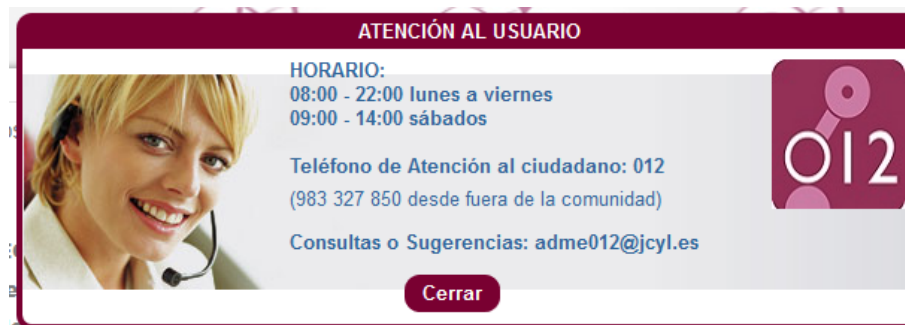 ATENCIÓN AL USUARIO
HORARIO:
08:00 - 22:00 lunes a viernes
09:00 - 14:00 sábados
012
Teléfono de Atención al ciudadano: 012
(983 327 850 desde fuera de la comunidad)
Consultas o Sugerencias: adme012@jcyl.es
Cerrar